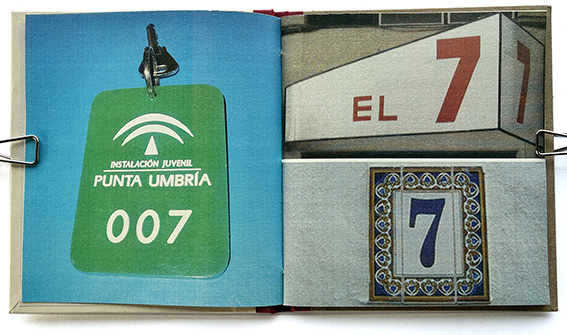 INSTALACIÓN JUVENIL
PUNTA UMBRÍA
007
EL 7
7
7